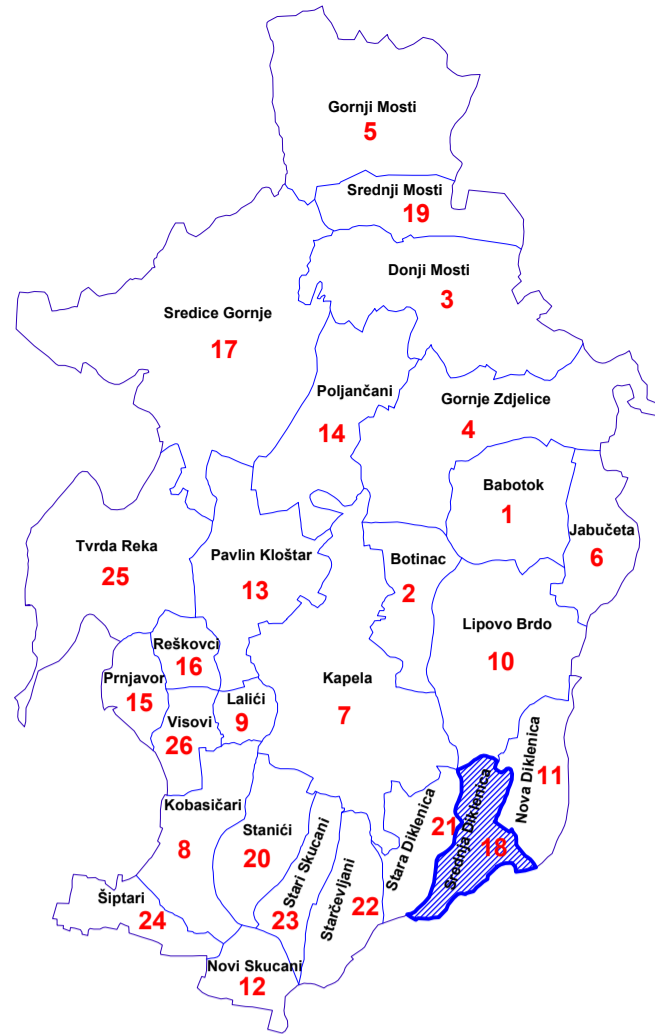 Gornji Mosti
5
Srednji Mosti
19
Donji Mosti
3
Sredice Gornje
17
Poljančani
14
Gornje Zdjelice
4
Babotok
1
Jabučeta
6
Tvrda Reka
25
Pavlin Kloštar
13
Botinac
2
Lipovo Brdo
10
Reškovci
16
Prnjavor
15
Lalići
9
Kapela
7
Visovi
26
Nova Diklenica
11
Kobasičari
8
Stanići
20
Stari Skucani
23
Starčevljani
22
Stara Diklenica
21
Srednja Diklenica
18
Šiptari
24
Novi Skucani
12